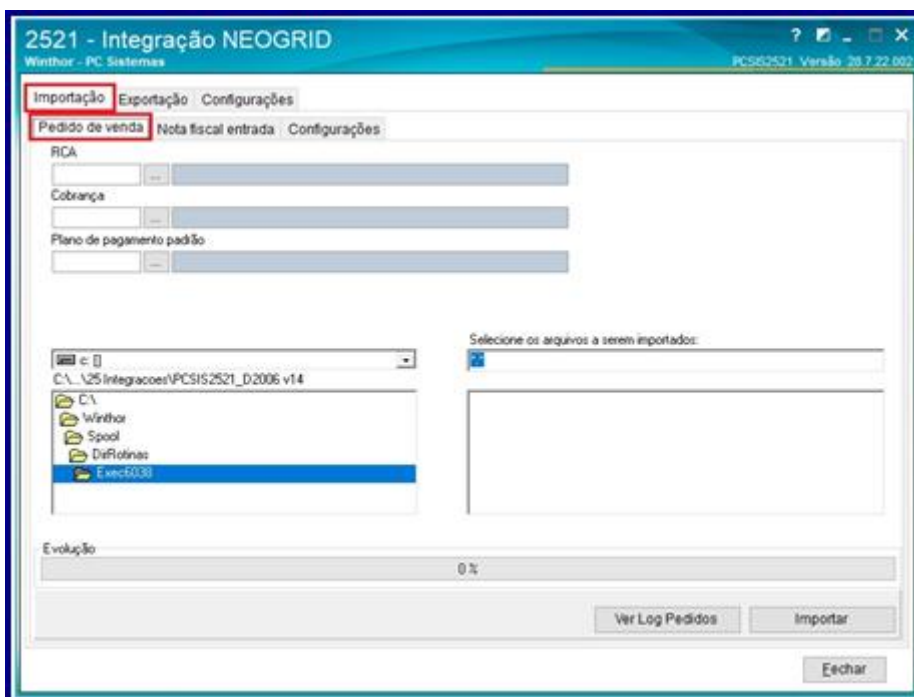 2521 - Integração NEOGRID
Winthor - PC Sistemas
PCSIS2521 Versão 28.7.22.002
Importação Exportação Configurações
Pedido de venda Nota fiscal entrada Configurações
RCA
...
Cobrança
...
Plano de pagamento padrão
...
Selecione os arquivos a serem importados:
c: []
*.*
C:\...\25 Integracoes\PCSIS2521_D2006 v14
C:\
Winthor
Spool
DirRotinas
Exec6038
Evolução
0 %
Ver Log Pedidos Importar
Fechar